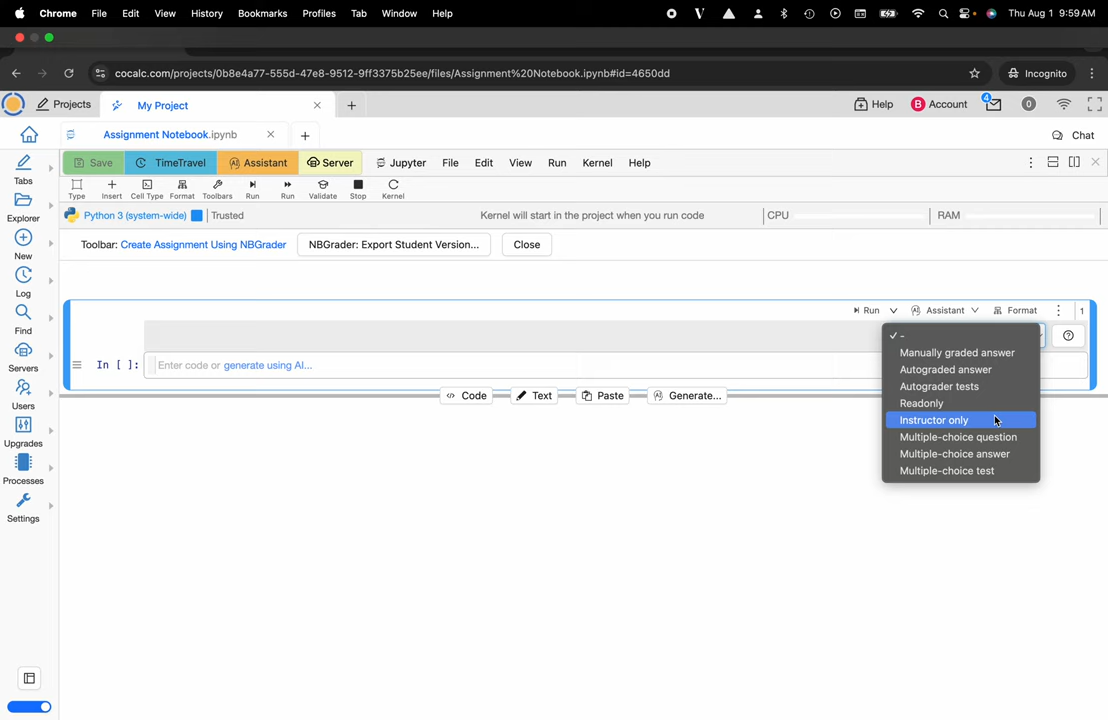 Chrome File Edit View History Bookmarks Profiles Tab Window Help Thu Aug 1 9:59 AM
cocalc.com/projects/0b8e4a77-555d-47e8-9512-9ff3375b25ee/files/Assignment%20Notebook.ipynb#id=4650dd Incognito
Projects My Project Help B Account 4 0
Assignment Notebook.ipynb Chat
Save TimeTravel Assistant Server Jupyter File Edit View Run Kernel Help
Type Insert Cell Type Format Toolbars Run Run Validate Stop Kernel
Python 3 (system-wide) Trusted Kernel will start in the project when you run code CPU RAM
Toolbar: Create Assignment Using NBGrader NBGrader: Export Student Version... Close
Tabs
Explorer
New
Log
Find
Servers
Users
Upgrades
Processes
Settings
Run Assistant Format 1
In [ ]: Enter code or generate using AI...
Code Text Paste Generate...
-
Manually graded answer
Autograded answer
Autograder tests
Readonly
Instructor only
Multiple-choice question
Multiple-choice answer
Multiple-choice test